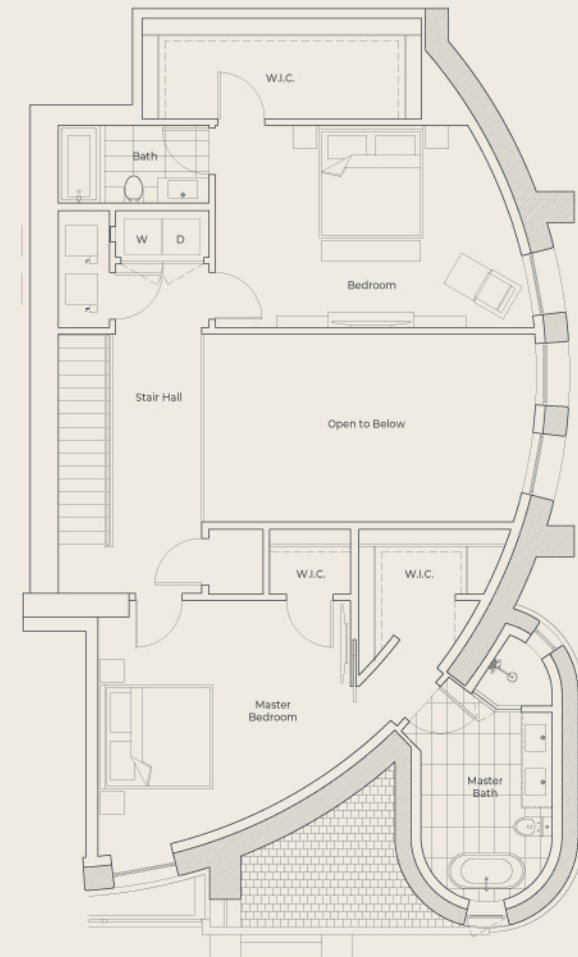 W.I.C.
Bath
W
D
Bedroom
Stair Hall
Open to Below
W.I.C.
W.I.C.
Master
Bedroom
Master
Bath